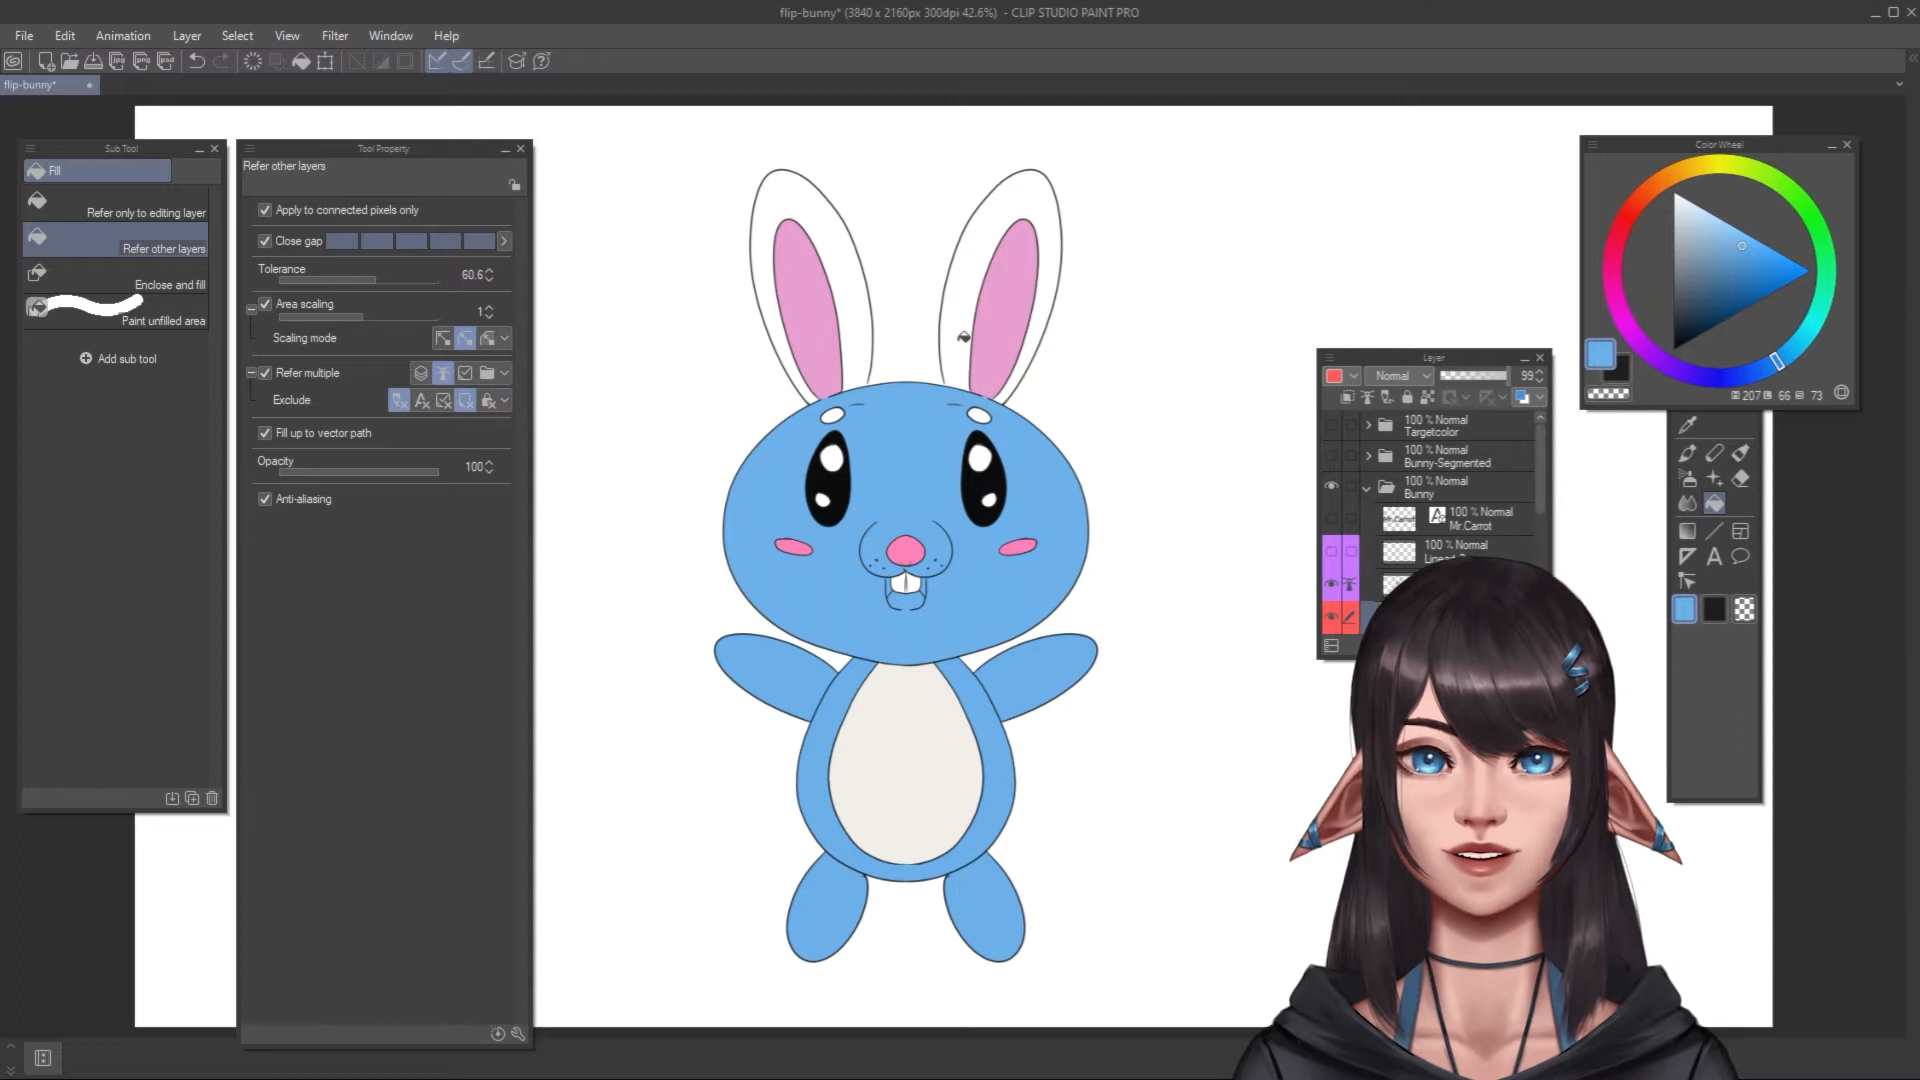 flip-bunny* (3840 x 2160px 300dpi 42.6%) - CLIP STUDIO PAINT PRO
File Edit Animation Layer Select View Filter Window Help
flip-bunny*
Sub Tool
Fill
Refer only to editing layer
Refer other layers
Enclose and fill
Paint unfilled area
Add sub tool
Tool Property
Refer other layers
Apply to connected pixels only
Close gap
Tolerance 60.6
Area scaling 1
Scaling mode
Refer multiple
Exclude
Fill up to vector path
Opacity 100
Anti-aliasing
Color Wheel
207 66 73
Layer
Normal 99
100 % Normal
Targetcolor
100 % Normal
Bunny-Segmented
100 % Normal
Bunny
100 % Normal
Mr.Carrot
100 % Normal